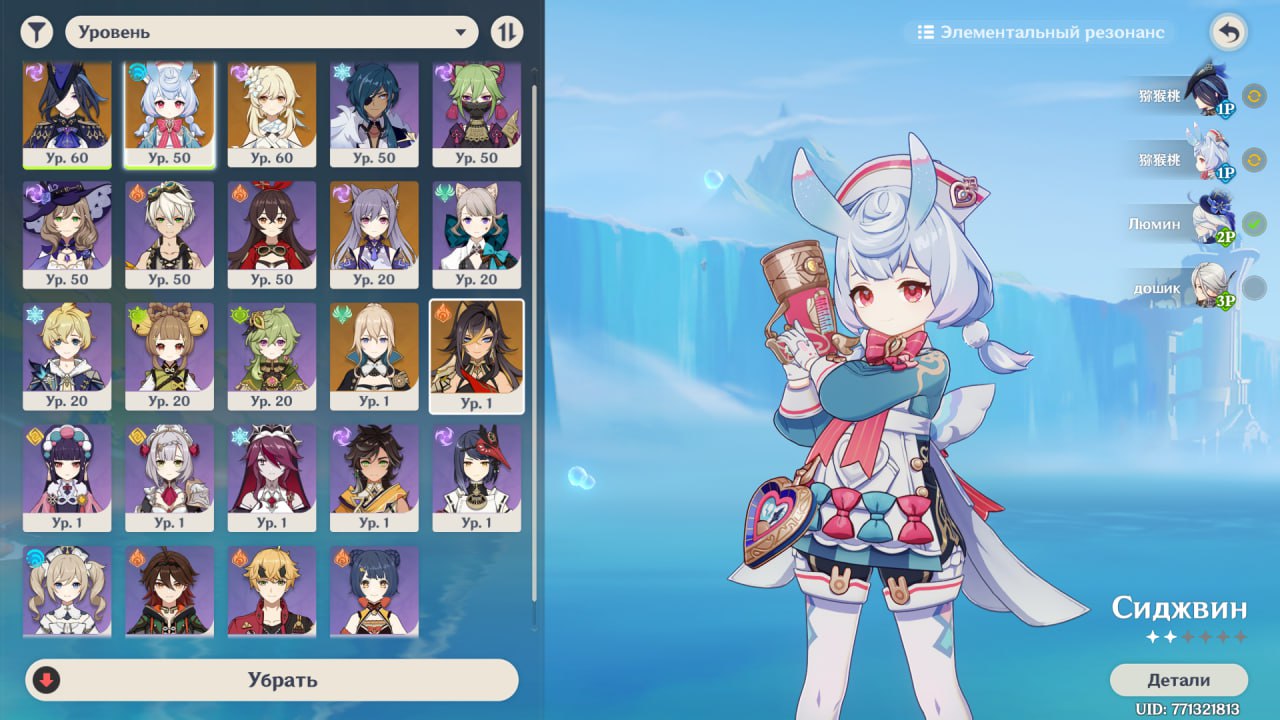 Уровень
Ур. 60
Ур. 50
Ур. 60
Ур. 50
Ур. 50
Ур. 50
Ур. 50
Ур. 50
Ур. 20
Ур. 20
Ур. 20
Ур. 20
Ур. 20
Ур. 1
Ур. 1
Ур. 1
Ур. 1
Ур. 1
Ур. 1
Ур. 1
Убрать
Элементальный резонанс
猕猴桃
1P
猕猴桃
1P
Люмин
2P
дошик
3P
Сиджвин
Детали
UID: 771321813